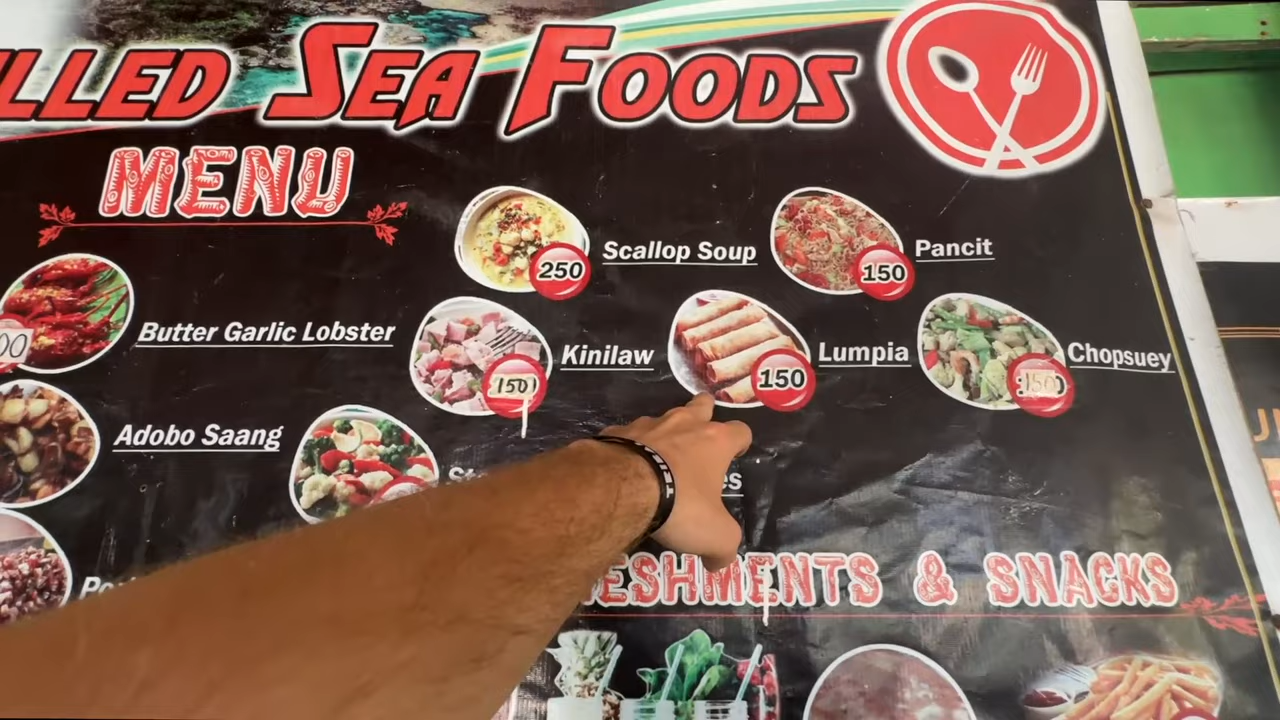 LLED SEA FOODS
MENU
250
Scallop Soup
150
Pancit
00
Butter Garlic Lobster
150
Kinilaw
150
Lumpia
150
Chopsuey
Adobo Saang
ESHMENTS & SNACKS